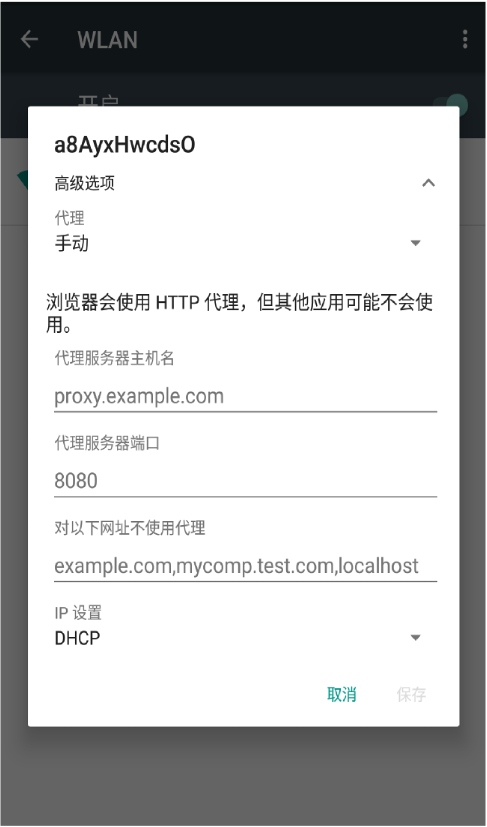 WLAN
开启
a8AyxHwcdsO
高级选项
代理
手动
浏览器会使用 HTTP 代理，但其他应用可能不会使
用。
代理服务器主机名
proxy.example.com
代理服务器端口
8080
对以下网址不使用代理
example.com,mycomp.test.com,localhost
IP 设置
DHCP
取消
保存